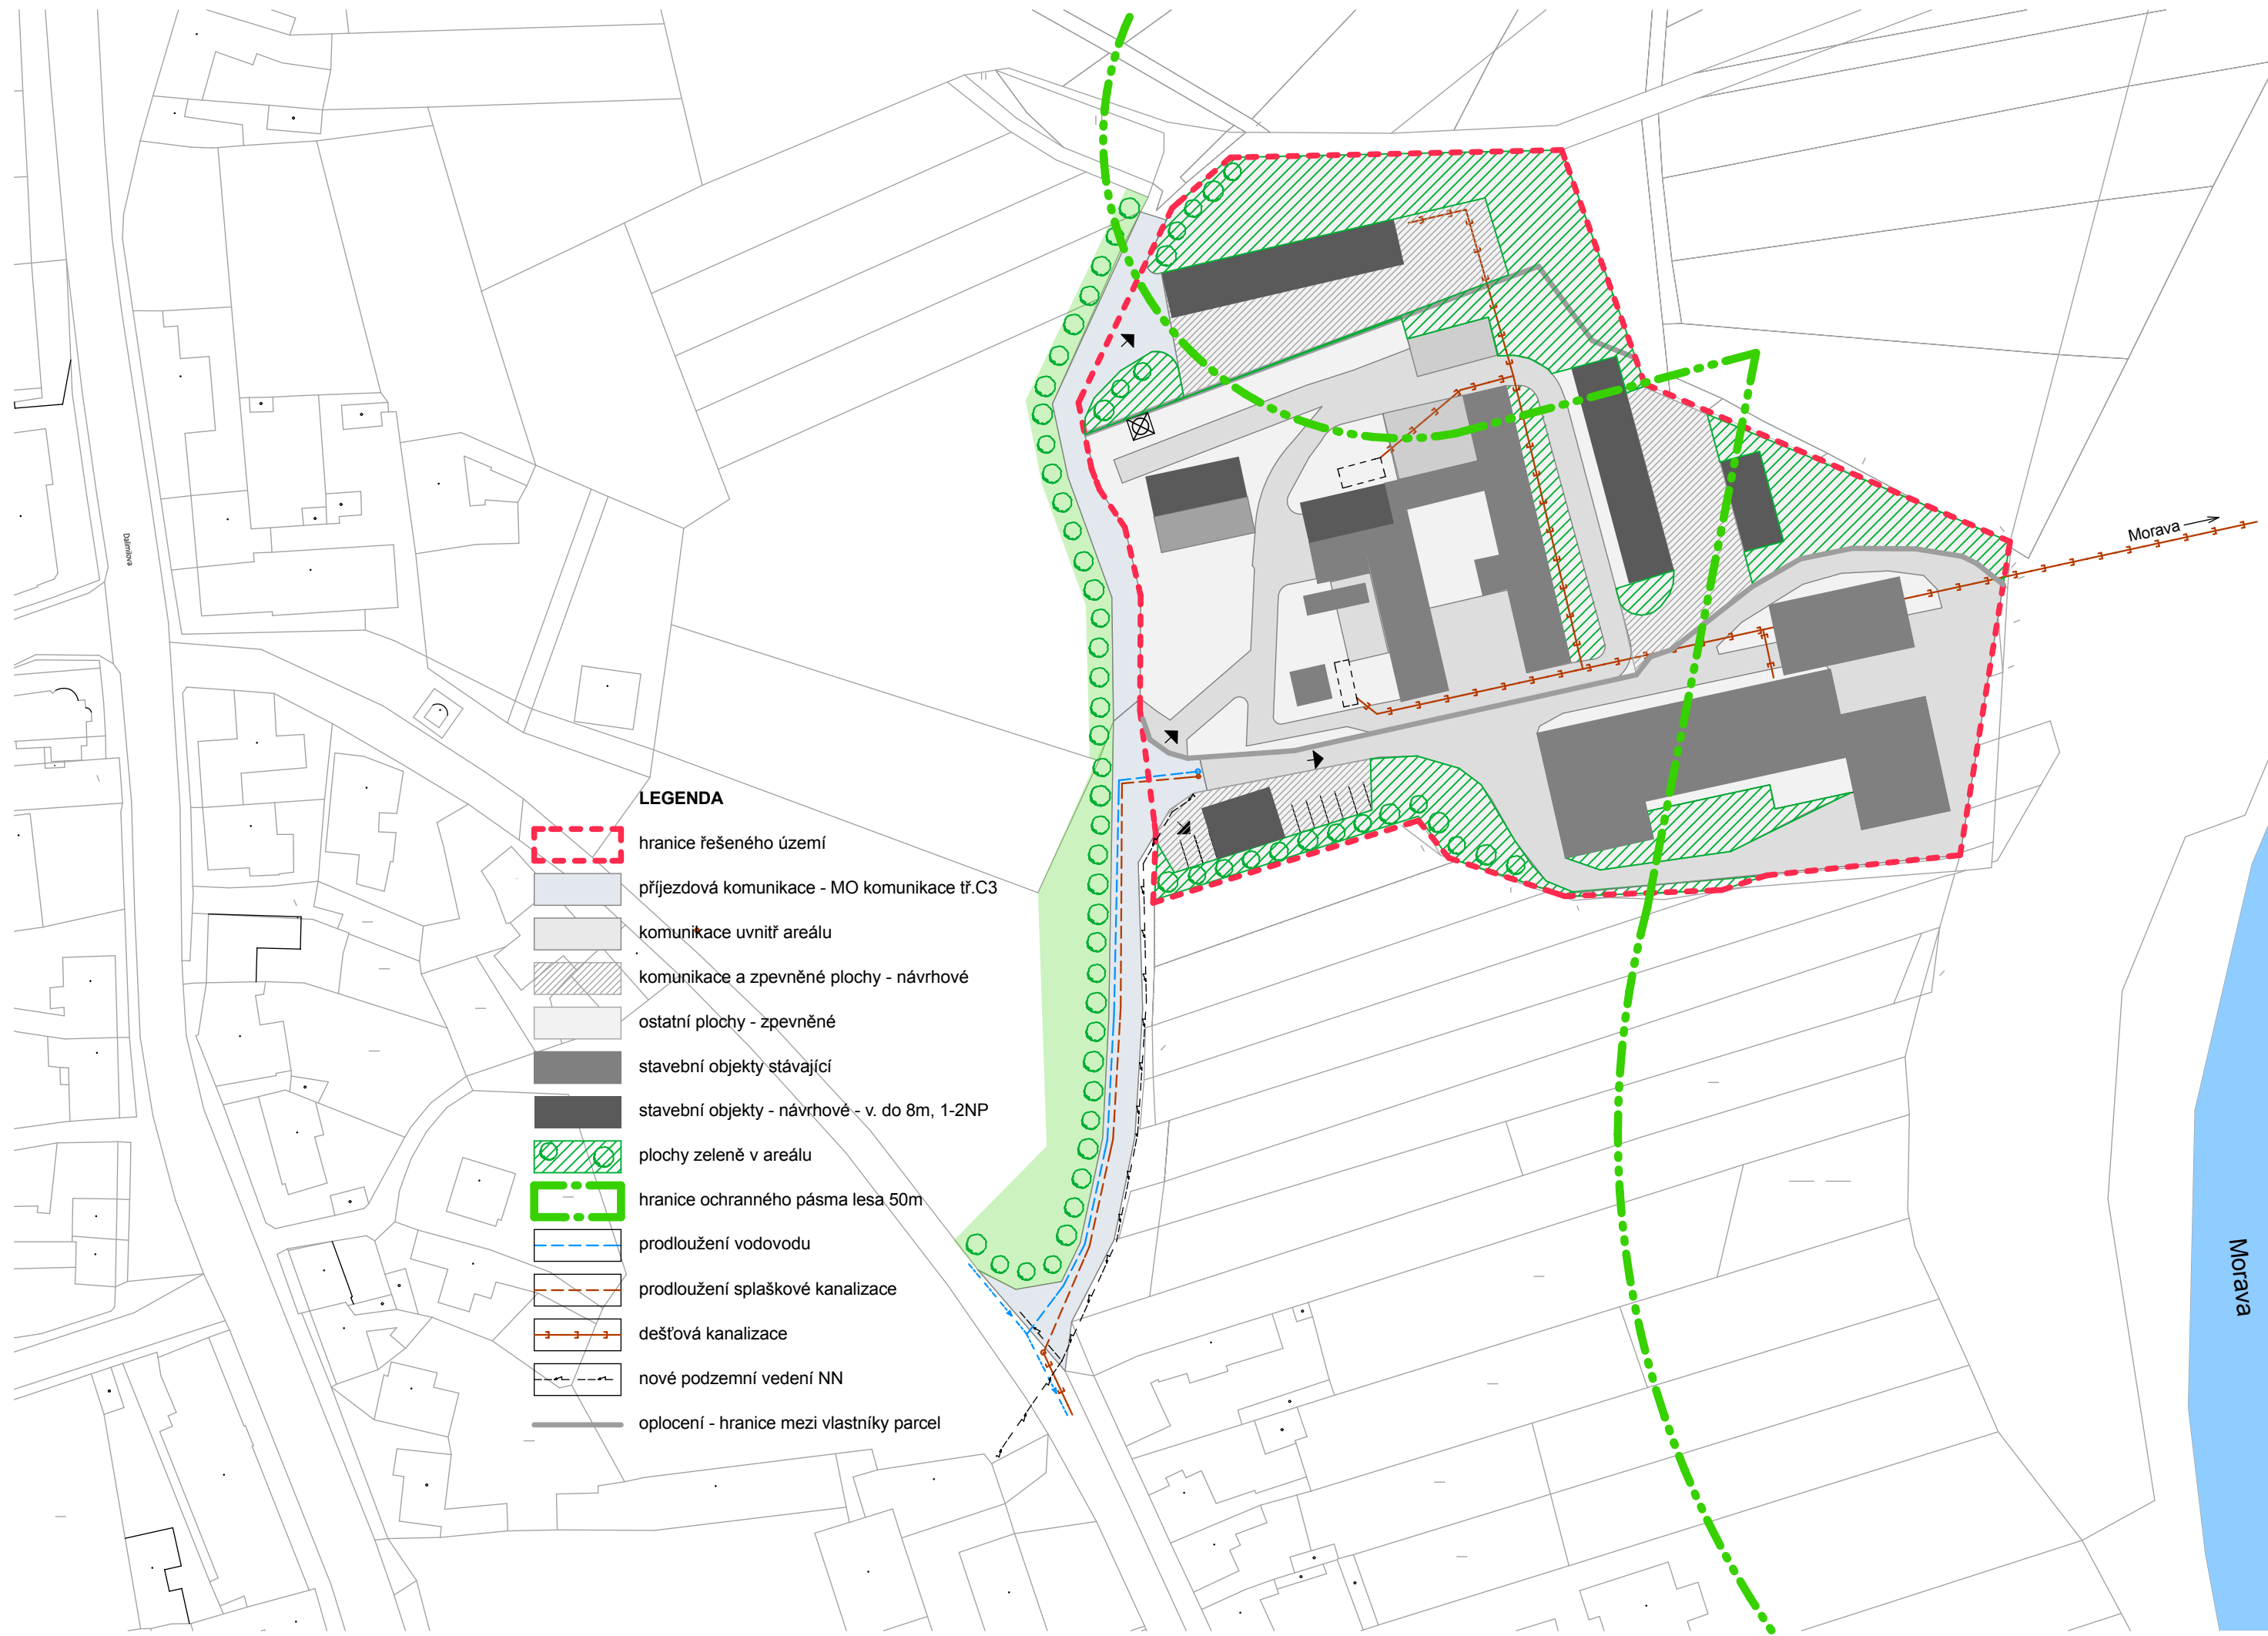 Dalimilova
Morava
LEGENDA
hranice řešeného území
příjezdová komunikace - MO komunikace tř.C3
komunikace uvnitř areálu
komunikace a zpevněné plochy - návrhové
ostatní plochy - zpevněné
stavební objekty stávající
stavební objekty - návrhové - v. do 8m, 1-2NP
plochy zeleně v areálu
hranice ochranného pásma lesa 50m
prodloužení vodovodu
prodloužení splaškové kanalizace
dešťová kanalizace
nové podzemní vedení NN
oplocení - hranice mezi vlastníky parcel
Morava